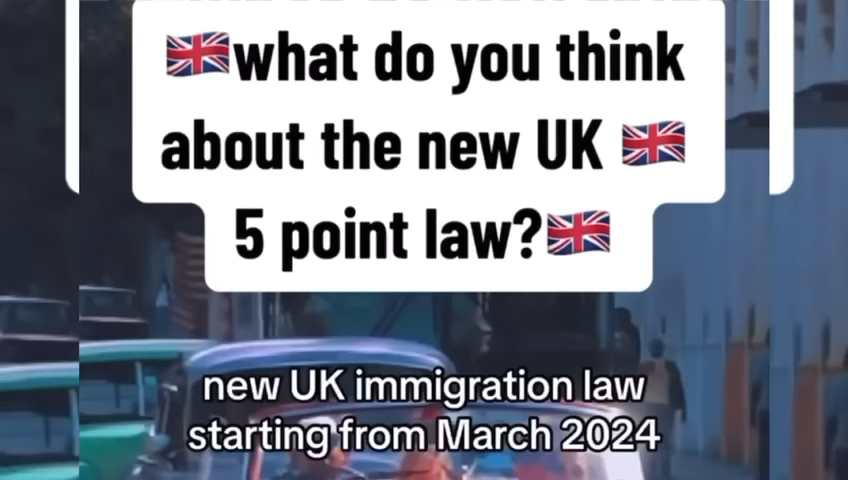 🇬🇧what do you think
about the new UK 🇬🇧
5 point law?🇬🇧
new UK immigration law
starting from March 2024